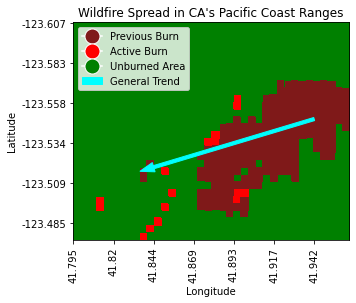 Wildfire Spread in CA's Pacific Coast Ranges
Previous Burn
Active Burn
Unburned Area
General Trend
Latitude
-123.607
-123.583
-123.558
-123.534
-123.509
-123.485
41.795
41.82
41.844
41.869
41.893
41.917
41.942
Longitude